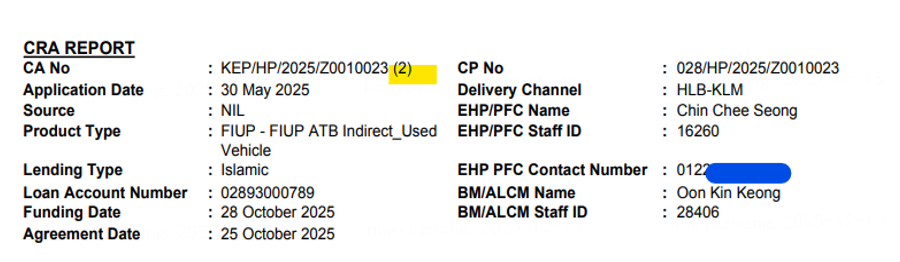 CRA REPORT
CA No : KEP/HP/2025/Z0010023 (2) CP No : 028/HP/2025/Z0010023
Application Date : 30 May 2025 Delivery Channel : HLB-KLM
Source : NIL EHP/PFC Name : Chin Chee Seong
Product Type : FIUP - FIUP ATB Indirect_Used EHP/PFC Staff ID : 16260
Vehicle
Lending Type : Islamic EHP PFC Contact Number : 0122
Loan Account Number : 02893000789 BM/ALCM Name : Oon Kin Keong
Funding Date : 28 October 2025 BM/ALCM Staff ID : 28406
Agreement Date : 25 October 2025